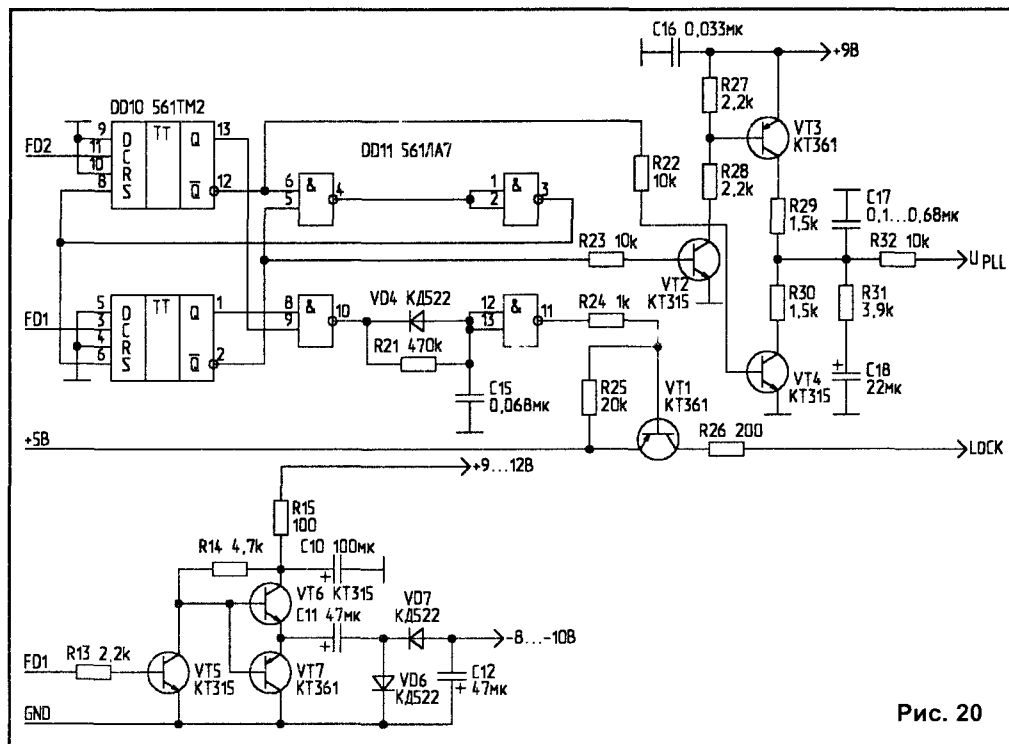 C16 0,033мк
+9В
R27
2,2k
DD10 561ТМ2
VT3
КТ361
9
11
10
8
D
C
R
S
TT
Q
Q
13
12
FD2
DD11 561ЛА7
R22
10k
R28
2,2k
6
5
&
4
1
2
&
3
R29
1,5k
C17
0,1...0,68мк
R23 10k
R32 10k
U PLL
VT2
КТ315
5
3
4
6
D
C
R
S
TT
Q
Q
1
2
FD1
8
9
&
10
VD4 КД522
12
13
&
11
R24 1k
R30
1,5k
R31
3,9k
R21 470k
C15
0,068мк
R25
20k
VT1
КТ361
VT4
КТ315
+
C18
22мк
+5В
R26 200
LOCK
+9...12В
R15
100
R14 4,7k
C10 100мк
+
VT6 КТ315
C11 47мк
+
VD7
КД522
-8...-10В
FD1
R13 2,2k
VT5
КТ315
VT7
КТ361
VD6
КД522
C12
+ 47мк
GND
Рис. 20